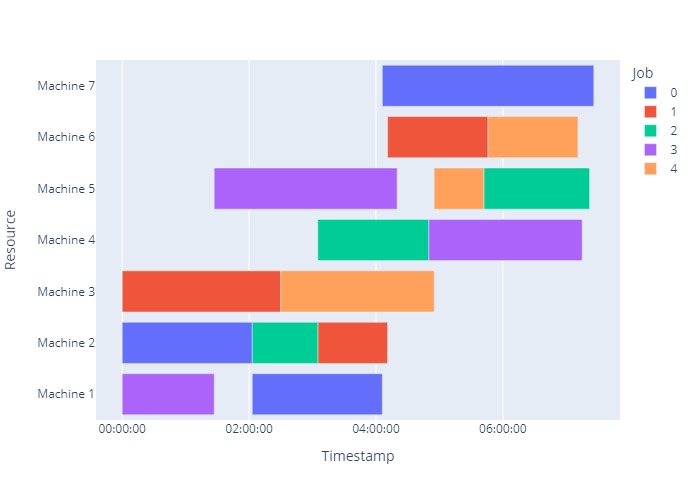 Job
Machine 7
0
1
Machine 6
2
3
4
Machine 5
Machine 4
Machine 3
Machine 2
Machine 1
00:00:00 02:00:00 04:00:00 06:00:00
Timestamp
Resource